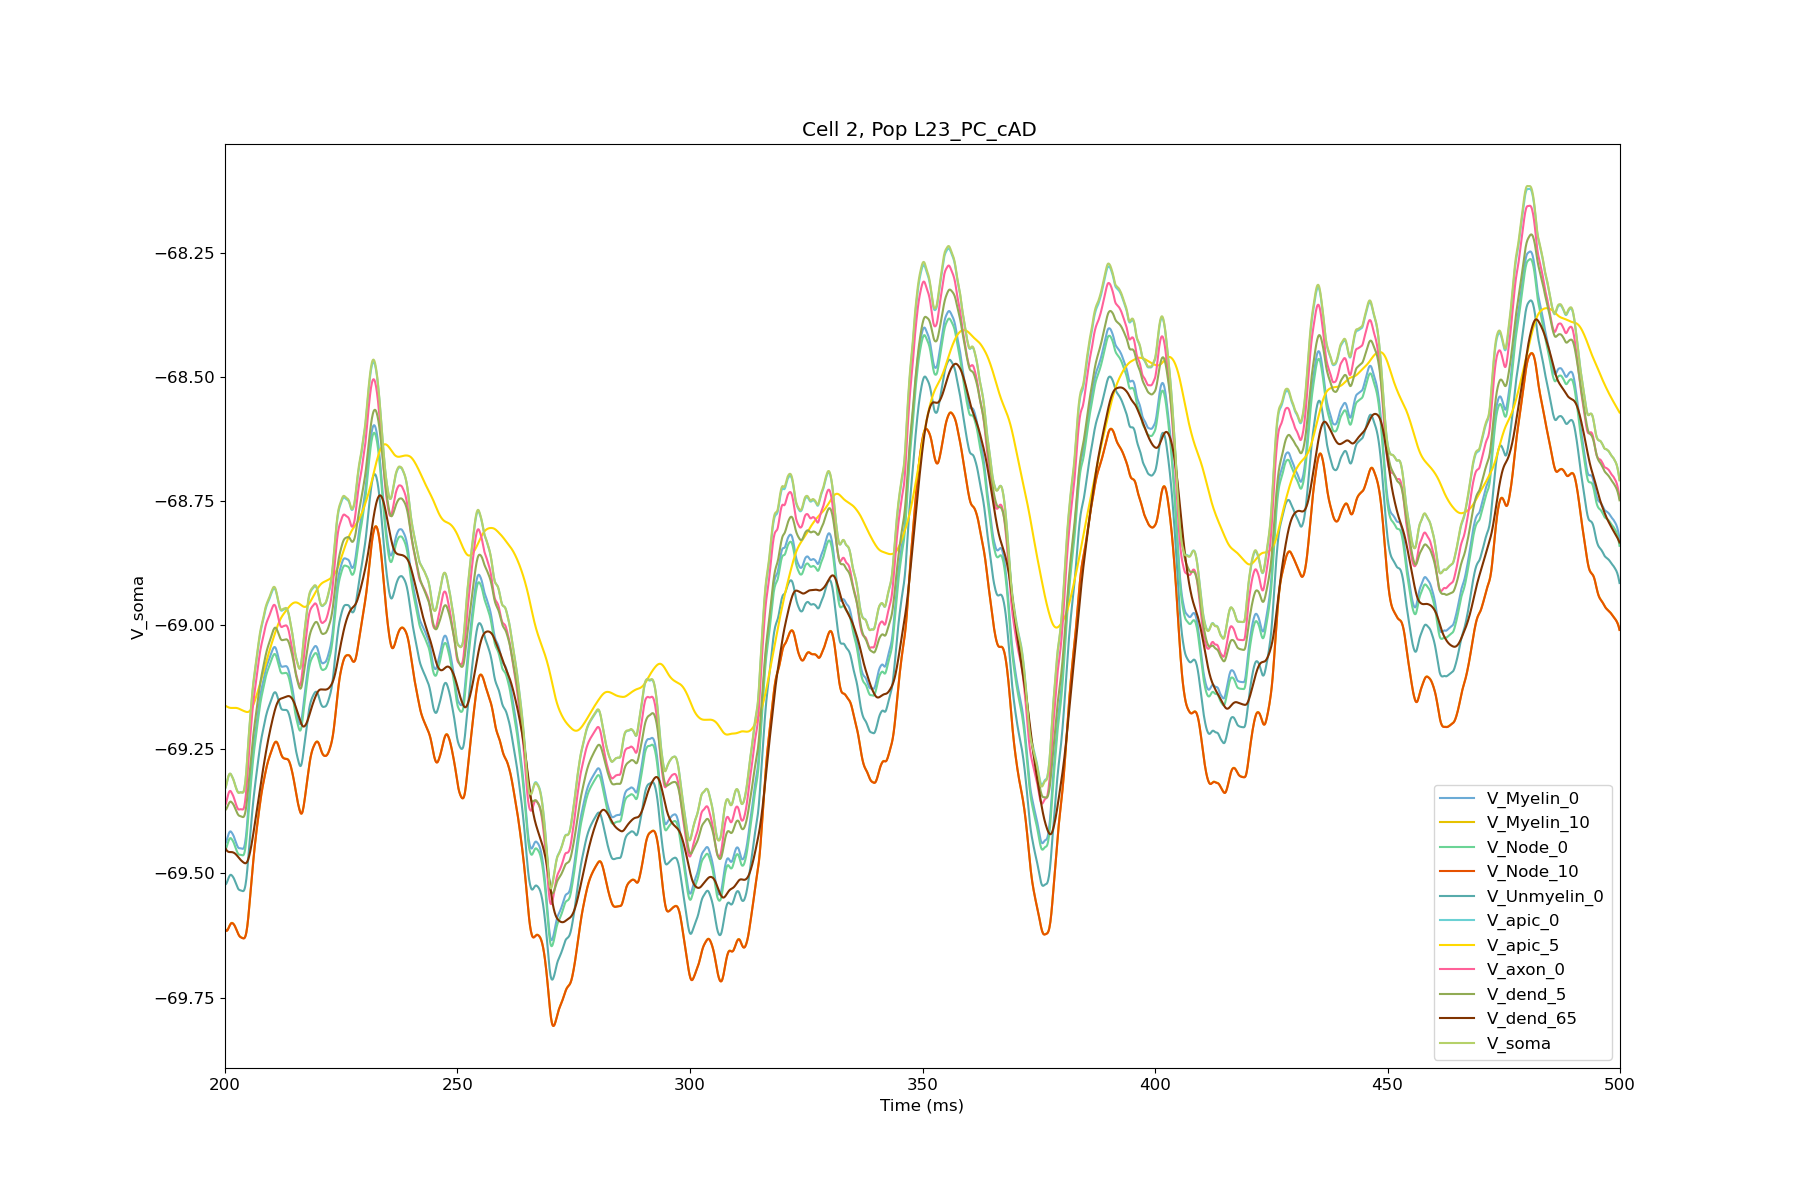 Cell 2, Pop L23_PC_cAD
V_soma
−68.25
−68.50
−68.75
−69.00
−69.25
−69.50
−69.75
200
250
300
350
400
450
500
Time (ms)
V_Myelin_0
V_Myelin_10
V_Node_0
V_Node_10
V_Unmyelin_0
V_apic_0
V_apic_5
V_axon_0
V_dend_5
V_dend_65
V_soma